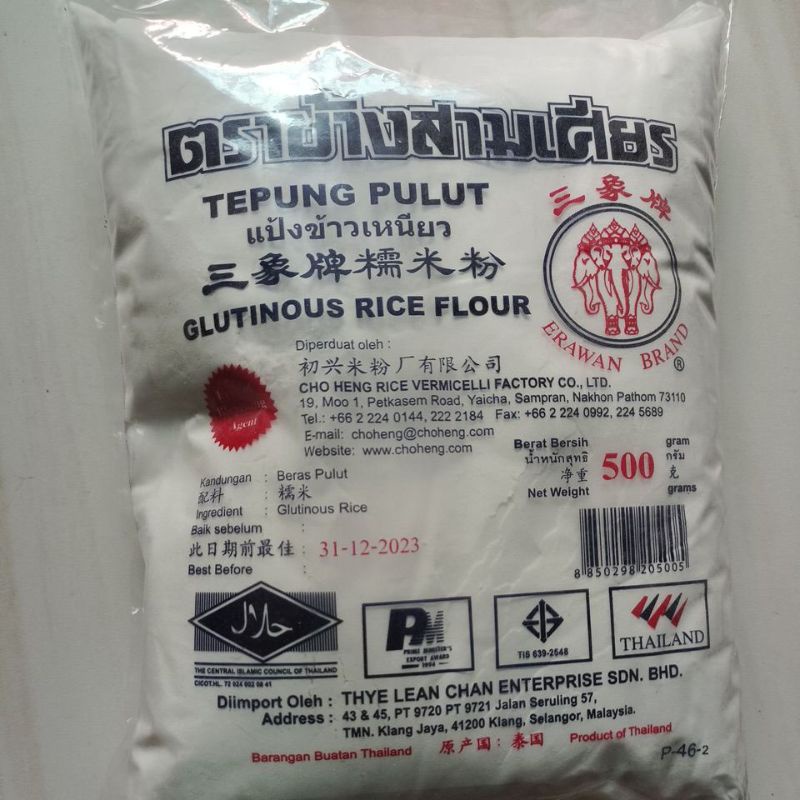 ตราช้างสามเศียร
TEPUNG PULUT
แป้งข้าวเหนียว
三象牌糯米粉
GLUTINOUS RICE FLOUR
三象牌
ERAWAN BRAND
®
Diperduat oleh :
初兴米粉厂有限公司
CHO HENG RICE VERMICELLI FACTORY CO., LTD.
19, Moo 1, Petkasem Road, Yaicha, Sampran, Nakhon Pathom 73110
Tel.: +66 2 224 0144, 222 2184 Fax: +66 2 224 0992, 224 5689
E-mail: choheng@choheng.com
Website: www.choheng.com
Agent
Berat Bersih
น้ำหนักสุทธิ
净重
Net Weight
500
gram
กรัม
克
grams
Kandungan : Beras Pulut
配料 : 糯米
Ingredient : Glutinous Rice
Baik sebelum :
此日期前最佳 : 31-12-2023
Best Before :
8 850298 205005
حلال
THE CENTRAL ISLAMIC COUNCIL OF THAILAND
PM
PRIME MINISTER'S
EXPORT AWARD
1994
TIS 639-2548
THAILAND
Diimport Oleh : THYE LEAN CHAN ENTERPRISE SDN. BHD.
Address : 43 & 45, PT 9720 PT 9721 Jalan Seruling 57,
TMN. Klang Jaya, 41200 Klang, Selangor, Malaysia.
Barangan Buatan Thailand 原产国：泰国 Product of Thailand
P-46-2